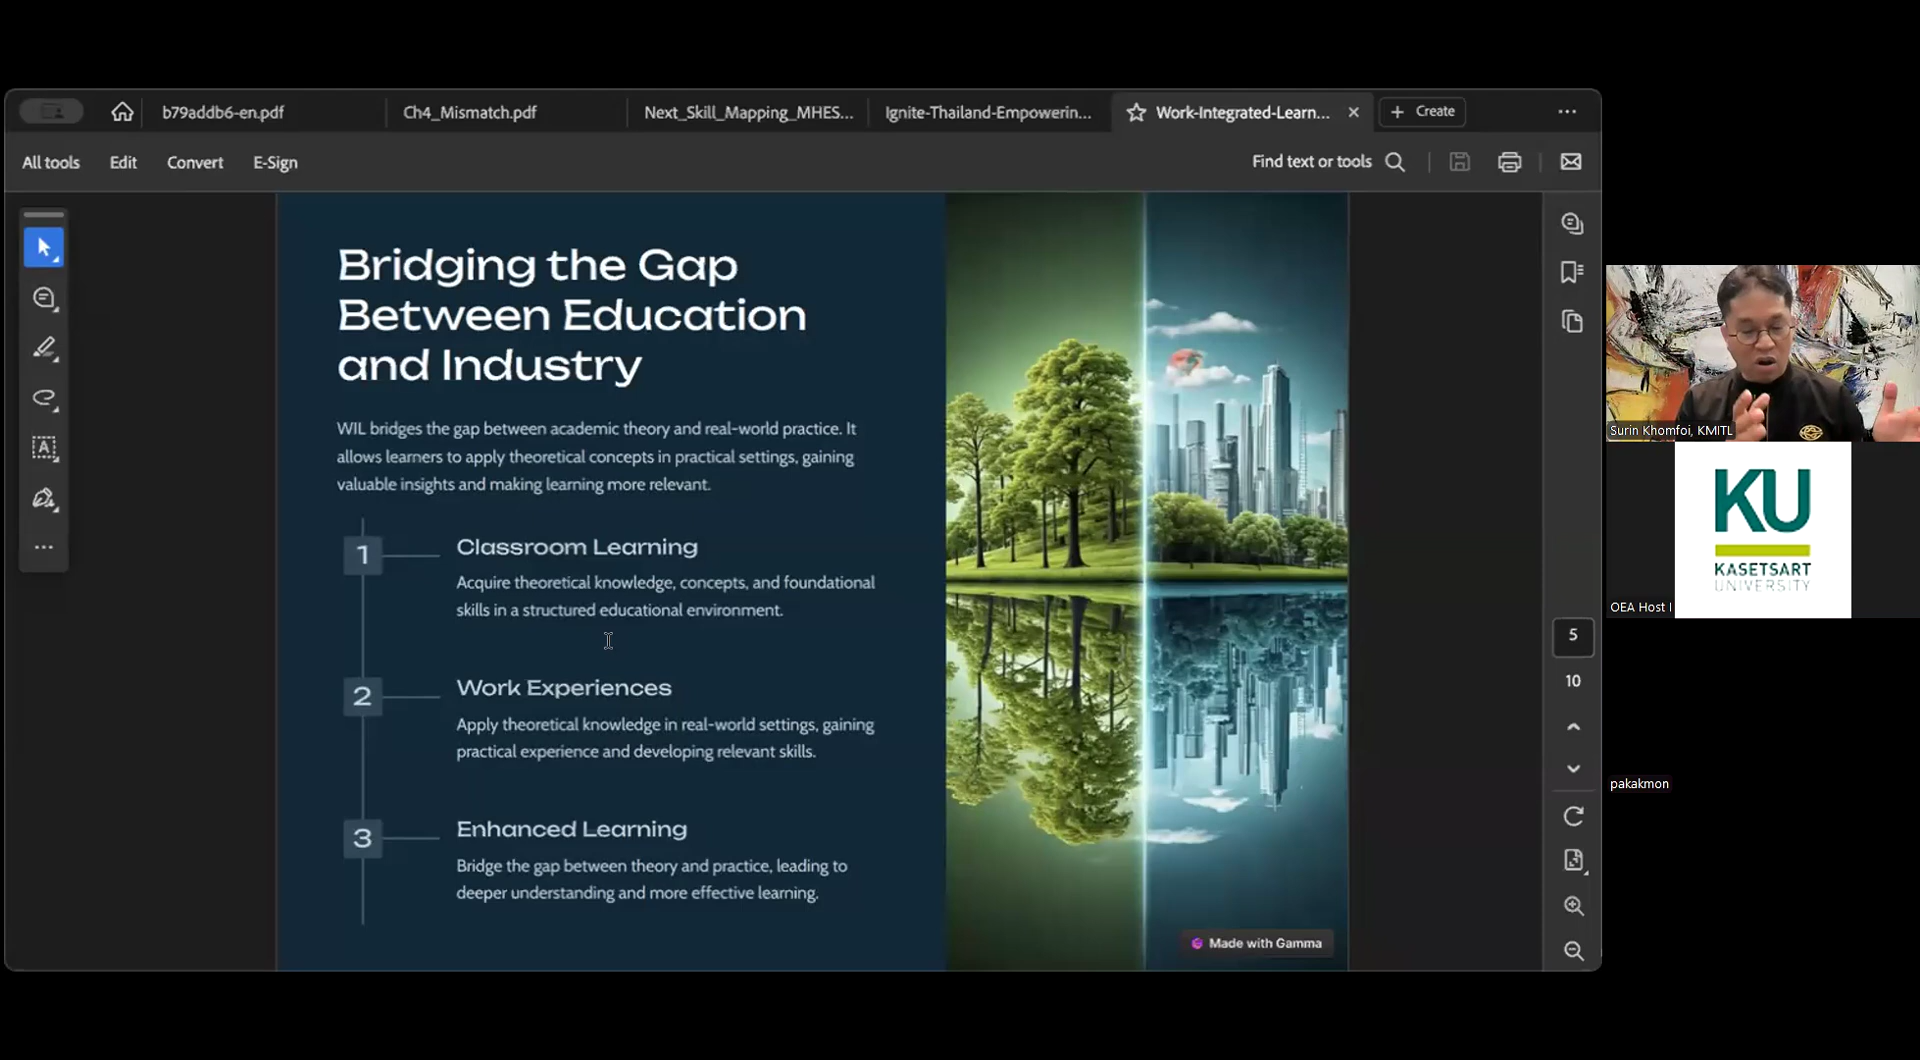 b79addb6-en.pdf
Ch4_Mismatch.pdf
Next_Skill_Mapping_MHES...
Ignite-Thailand-Empowerin...
Work-Integrated-Learn...
Create
All tools
Edit
Convert
E-Sign
Find text or tools
Bridging the Gap
Between Education
and Industry
WIL bridges the gap between academic theory and real-world practice. It
allows learners to apply theoretical concepts in practical settings, gaining
valuable insights and making learning more relevant.
1
Classroom Learning
Acquire theoretical knowledge, concepts, and foundational
skills in a structured educational environment.
2
Work Experiences
Apply theoretical knowledge in real-world settings, gaining
practical experience and developing relevant skills.
3
Enhanced Learning
Bridge the gap between theory and practice, leading to
deeper understanding and more effective learning.
Made with Gamma
5
10
Surin Khomfoi, KMITL
KU
KASETSART
UNIVERSITY
OEA Host
pakakmon